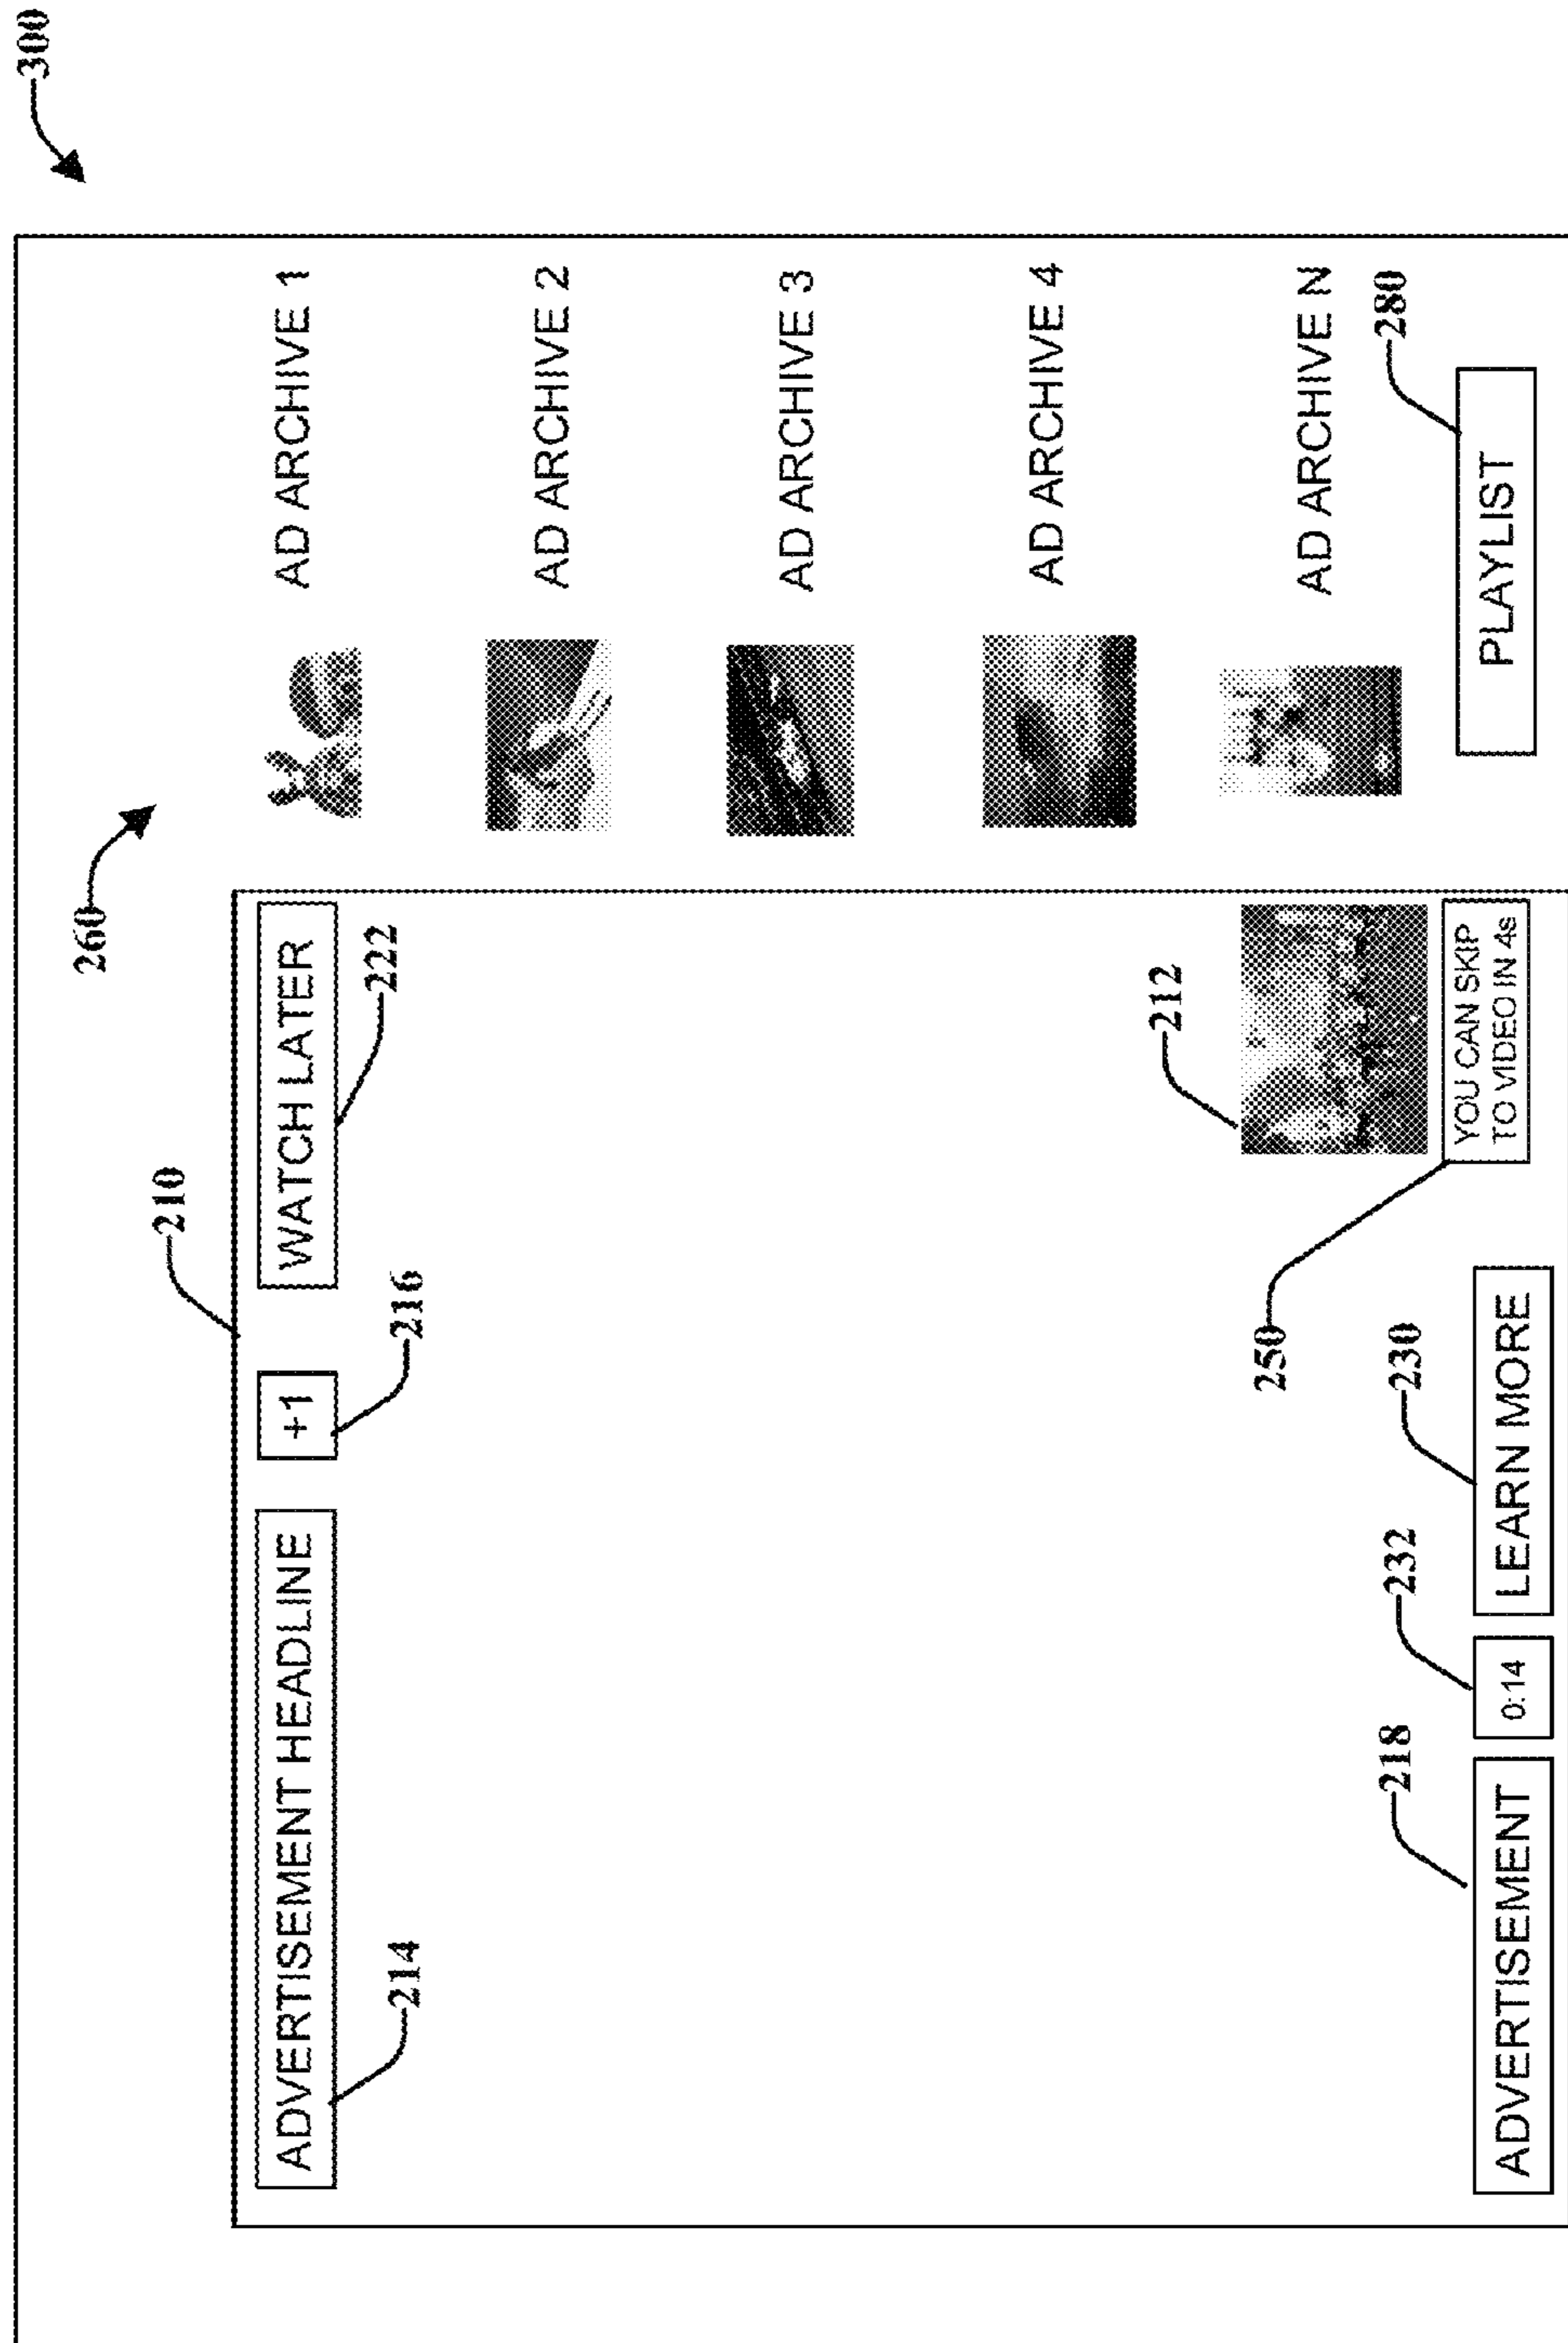 300
260
210
ADVERTISEMENT HEADLINE
+1
WATCH LATER
214
216
222
AD ARCHIVE 1
AD ARCHIVE 2
AD ARCHIVE 3
AD ARCHIVE 4
AD ARCHIVE N
280
PLAYLIST
212
250
YOU CAN SKIP
TO VIDEO IN 4s
218
232
230
ADVERTISEMENT
0:14
LEARN MORE